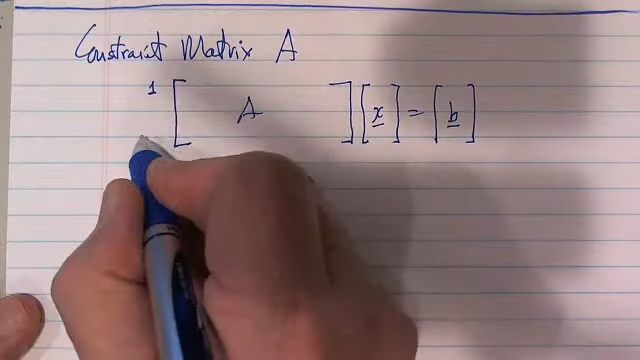 Constraint Matrix A
1 [ A ] [ x ] = [ b ]